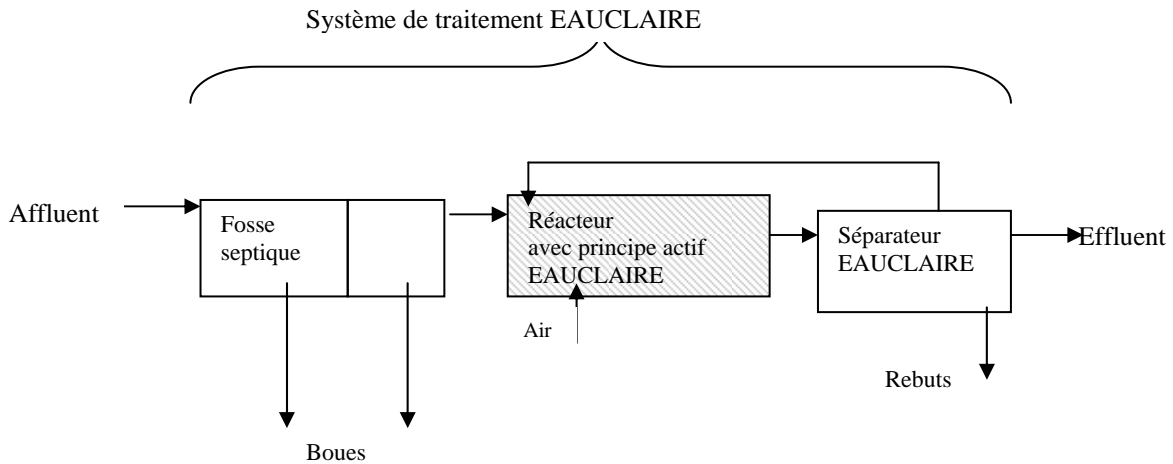 Système de traitement EAUCLAIRE
Affluent
Fosse
septique
Réacteur
avec principe actif
EAUCLAIRE
Séparateur
EAUCLAIRE
Effluent
Air
Rebuts
Boues